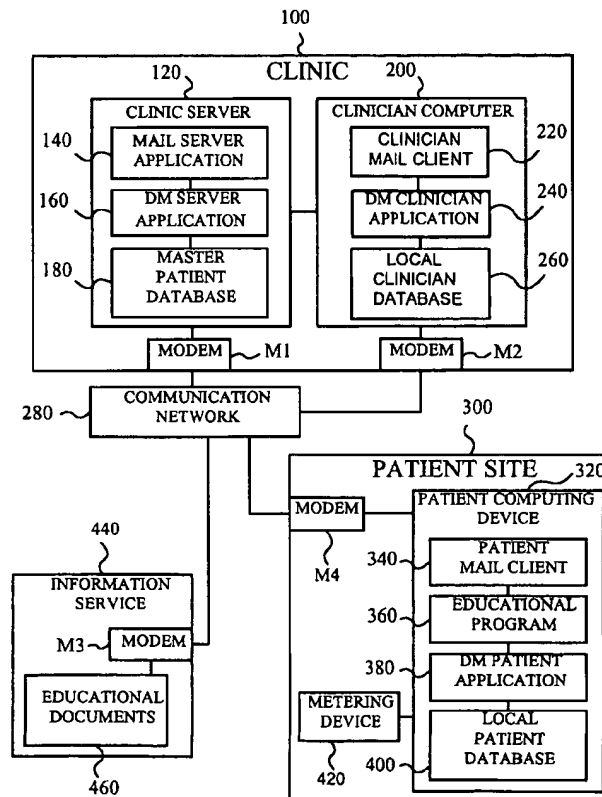 100
CLINIC
120
200
CLINIC SERVER
CLINICIAN COMPUTER
140
MAIL SERVER
APPLICATION
CLINICIAN
MAIL CLIENT
220
160
DM SERVER
APPLICATION
DM CLINICIAN
APPLICATION
240
180
MASTER
PATIENT
DATABASE
LOCAL
CLINICIAN
DATABASE
260
MODEM
M1
MODEM
M2
280
COMMUNICATION
NETWORK
300
PATIENT SITE
320
MODEM
M4
PATIENT COMPUTING
DEVICE
340
PATIENT
MAIL CLIENT
360
EDUCATIONAL
PROGRAM
380
DM PATIENT
APPLICATION
METERING
DEVICE
420
400
LOCAL
PATIENT
DATABASE
440
INFORMATION
SERVICE
M3
MODEM
EDUCATIONAL
DOCUMENTS
460